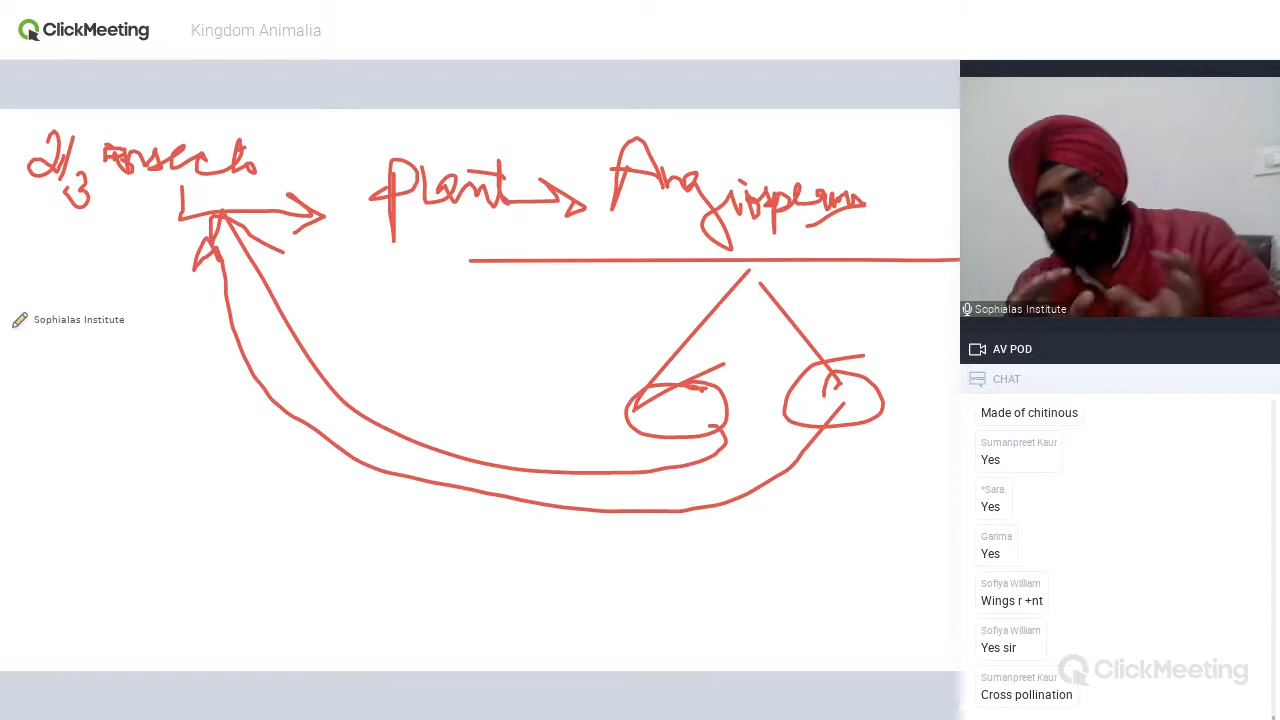 ClickMeeting
Kingdom Animalia
2/3 insects
Plant
Angiosperms
Sophialas Institute
Sophialas Institute
AV POD
CHAT
Made of chitinous
Sumanpreet Kaur
Yes
*Sara.
Yes
Garima
Yes
Sofiya William
Wings r +nt
Sofiya William
Yes sir
Sumanpreet Kaur
Cross pollination
ClickMeeting